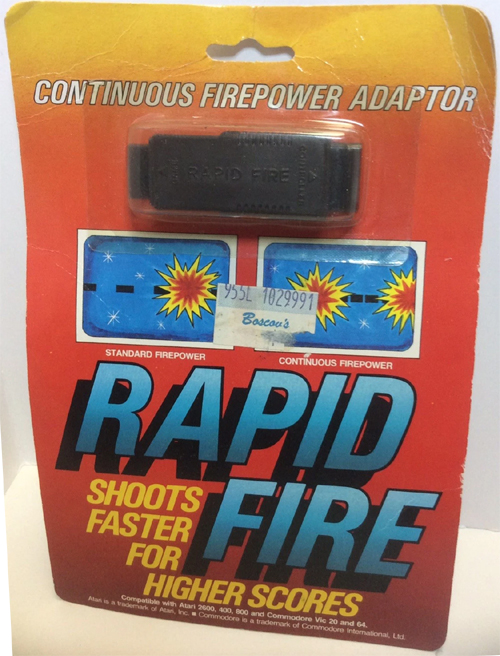 CONTINUOUS FIREPOWER ADAPTOR
RAPID FIRE
955L 1029991
Boscov's
STANDARD FIREPOWER
CONTINUOUS FIREPOWER
RAPID
FIRE
SHOOTS
FASTER
FOR
HIGHER SCORES
Compatible with Atari 2600, 400, 800 and Commodore Vic 20 and 64.
Atari is a trademark of Atari, Inc. ■ Commodore is a trademark of Commodore International, Ltd.